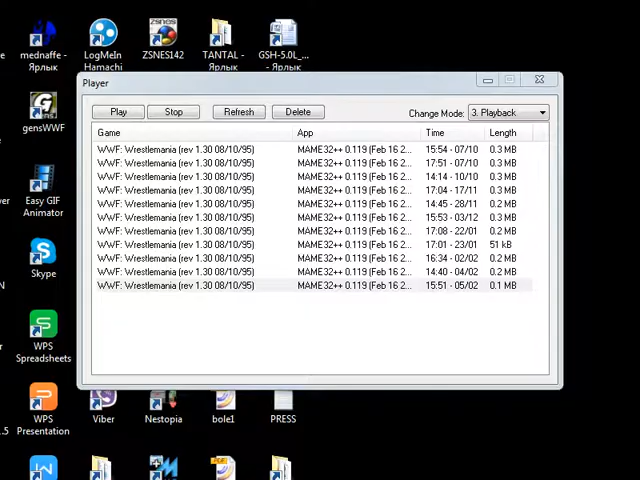 mednaffe -
Ярлык
LogMeIn
Hamachi
ZSNES142
TANTAL -
Ярлык
GSH-5.0L_...
- Ярлык
Player
Play Stop Refresh Delete Change Mode: 3. Playback
Game App Time Length
WWF: Wrestlemania (rev 1.30 08/10/95) MAME32++ 0.119 (Feb 16 2... 15:54 - 07/10 0.3 MB
WWF: Wrestlemania (rev 1.30 08/10/95) MAME32++ 0.119 (Feb 16 2... 17:51 - 07/10 0.3 MB
WWF: Wrestlemania (rev 1.30 08/10/95) MAME32++ 0.119 (Feb 16 2... 14:14 - 10/10 0.3 MB
WWF: Wrestlemania (rev 1.30 08/10/95) MAME32++ 0.119 (Feb 16 2... 17:04 - 17/11 0.3 MB
WWF: Wrestlemania (rev 1.30 08/10/95) MAME32++ 0.119 (Feb 16 2... 14:45 - 28/11 0.2 MB
WWF: Wrestlemania (rev 1.30 08/10/95) MAME32++ 0.119 (Feb 16 2... 15:53 - 03/12 0.3 MB
WWF: Wrestlemania (rev 1.30 08/10/95) MAME32++ 0.119 (Feb 16 2... 17:08 - 22/01 0.2 MB
WWF: Wrestlemania (rev 1.30 08/10/95) MAME32++ 0.119 (Feb 16 2... 17:01 - 23/01 51 kB
WWF: Wrestlemania (rev 1.30 08/10/95) MAME32++ 0.119 (Feb 16 2... 16:34 - 02/02 0.2 MB
WWF: Wrestlemania (rev 1.30 08/10/95) MAME32++ 0.119 (Feb 16 2... 14:40 - 04/02 0.2 MB
WWF: Wrestlemania (rev 1.30 08/10/95) MAME32++ 0.119 (Feb 16 2... 15:51 - 05/02 0.1 MB
gensWWF
Easy GIF
Animator
Skype
WPS
Spreadsheets
WPS
Presentation
Viber
Nestopia
bole1
PRESS